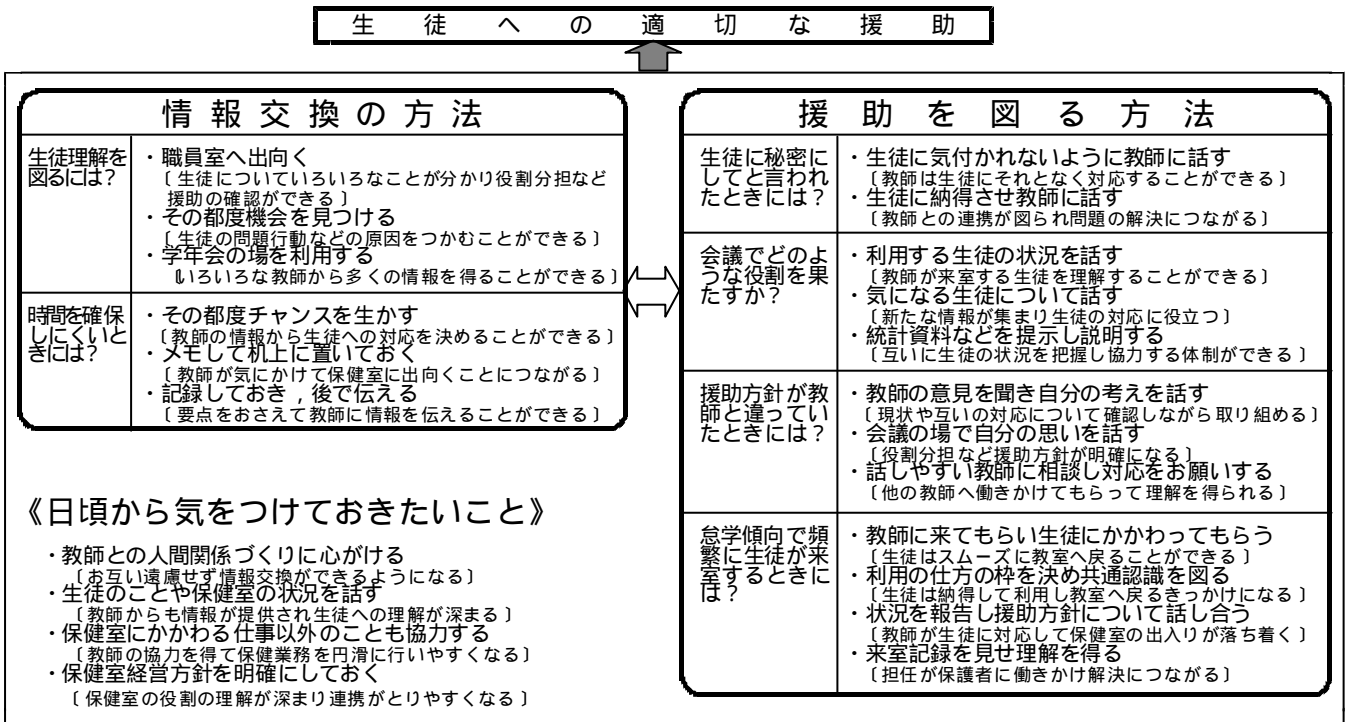 生徒への適切な援助
情報交換の方法
生徒理解を
図るには？
・職員室へ出向く
〔生徒についていろいろなことが分かり役割分担など
援助の確認ができる〕
・その都度機会を見つける
〔生徒の問題行動などの原因をつかむことができる〕
・学年会の場を利用する
〔いろいろな教師から多くの情報を得ることができる〕
時間を確保
しにくいと
きには？
・その都度チャンスを生かす
〔教師の情報から生徒への対応を決めることができる〕
・メモして机上に置いておく
〔教師が気にかけて保健室に出向くことにつながる〕
・記録しておき，後で伝える
〔要点をおさえて教師に情報を伝えることができる〕
《日頃から気をつけておきたいこと》
・教師との人間関係づくりに心がける
〔お互い遠慮せず情報交換ができるようになる〕
・生徒のことや保健室の状況を話す
〔教師からも情報が提供され生徒への理解が深まる〕
・保健室にかかわる仕事以外のことも協力する
〔教師の協力を得て保健業務を円滑に行いやすくなる〕
・保健室経営方針を明確にしておく
〔保健室の役割の理解が深まり連携がとりやすくなる〕
援助を図る方法
生徒に秘密に
してと言われ
たときには？
・生徒に気付かれないように教師に話す
〔教師は生徒にそれとなく対応することができる〕
・生徒に納得させ教師に話す
〔教師との連携が図られ問題の解決につながる〕
会議でどのよ
うな役割を果
たすか？
・利用する生徒の状況を話す
〔教師が来室する生徒を理解することができる〕
・気になる生徒について話す
〔新たな情報が集まり生徒の対応に役立つ〕
・統計資料などを提示し説明する
〔互いに生徒の状況を把握し協力する体制ができる〕
援助方針が教
師と違ってい
たときには？
・教師の意見を聞き自分の考えを話す
〔現状や互いの対応について確認しながら取り組める〕
・会議の場で自分の思いを話す
〔役割分担など援助方針が明確になる〕
・話しやすい教師に相談し対応をお願いする
〔他の教師へ働きかけてもらって理解を得られる〕
怠学傾向で頻
繁に生徒が来
室するときに
は？
・教師に来てもらい生徒にかかわってもらう
〔生徒はスムーズに教室へ戻ることができる〕
・利用の仕方の枠を決め共通認識を図る
〔生徒は納得して利用し教室へ戻るきっかけになる〕
・状況を報告し援助方針について話し合う
〔教師が生徒に対応して保健室の出入りが落ち着く〕
・来室記録を見せ理解を得る
〔担任が保護者に働きかけ解決につながる〕